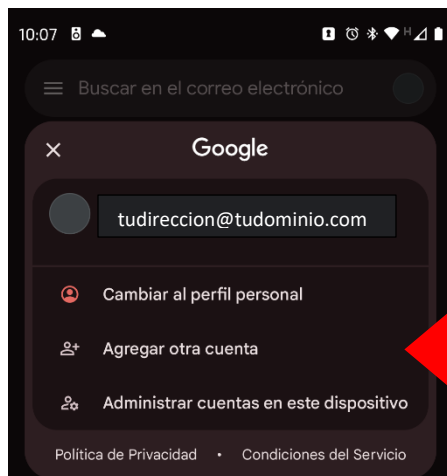 10:07
Buscar en el correo electrónico
Google
tudireccion@tudominio.com
Cambiar al perfil personal
Agregar otra cuenta
Administrar cuentas en este dispositivo
Política de Privacidad • Condiciones del Servicio